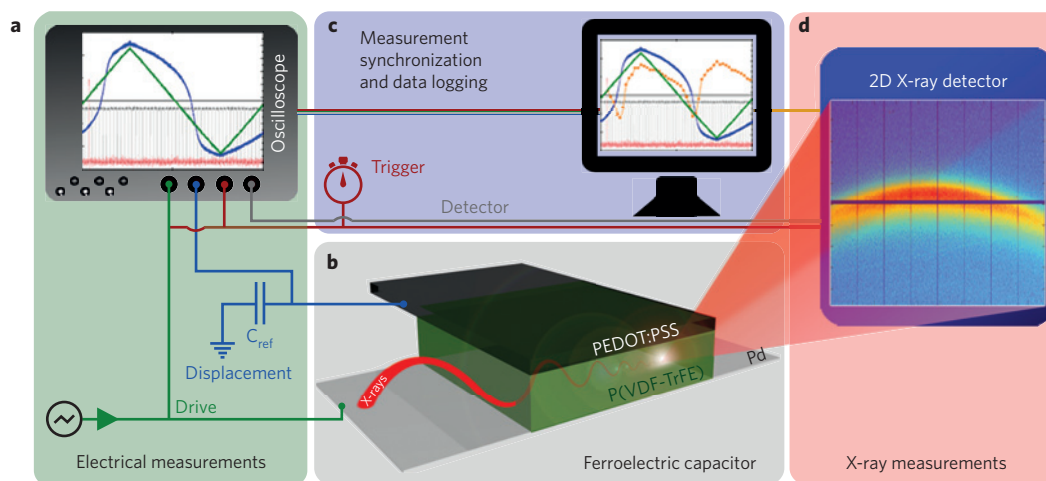 a
Oscilloscope
C_ref
Displacement
Drive
Electrical measurements
c
Measurement
synchronization
and data logging
Trigger
Detector
b
PEDOT:PSS
P(VDF-TrFE)
Pd
X-rays
Ferroelectric capacitor
d
2D X-ray detector
X-ray measurements